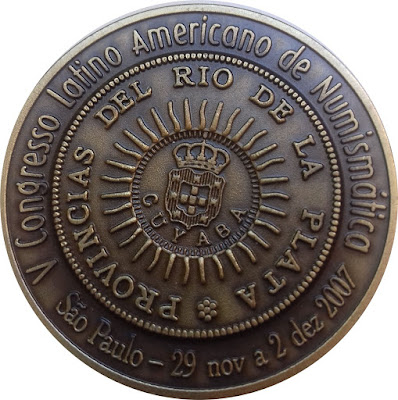 V Congresso Latino Americano de Numismática
São Paulo – 29 nov a 2 dez 2007
PROVINCIAS DEL RIO DE LA PLATA
CUYABA